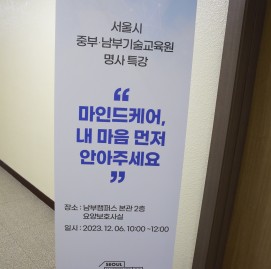 서울시
중부·남부기술교육원
명사 특강
“
마인드케어,
내 마음 먼저
안아주세요
”
장소 : 남부캠퍼스 본관 2층
요양보호사실
일시 : 2023. 12. 06. 10:00 ~12:00
SEOUL